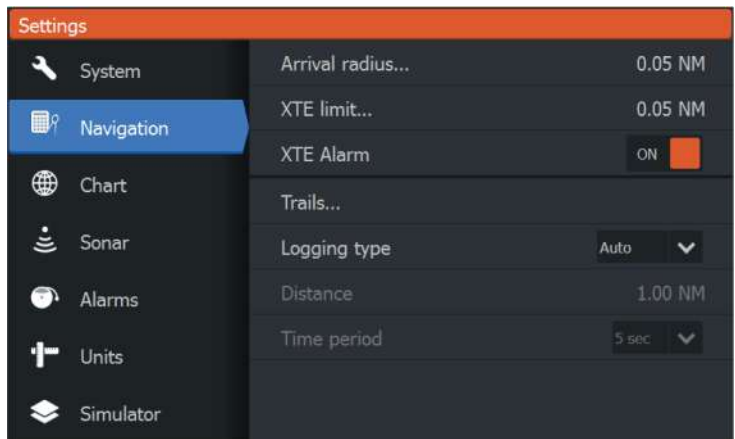 Settings
System
Navigation
Chart
Sonar
Alarms
Units
Simulator
Arrival radius... 0.05 NM
XTE limit... 0.05 NM
XTE Alarm ON
Trails...
Logging type Auto
Distance 1.00 NM
Time period 5 sec